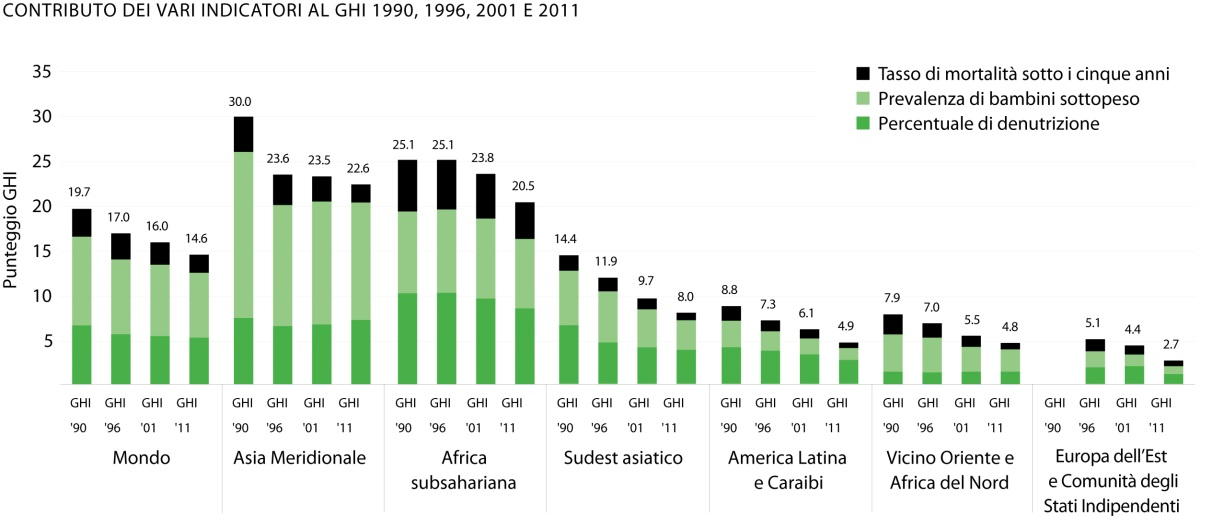 CONTRIBUTO DEI VARI INDICATORI AL GHI 1990, 1996, 2001 E 2011
Tasso di mortalità sotto i cinque anni
Prevalenza di bambini sottopeso
Percentuale di denutrizione
Punteggio GHI
35
30
25
20
15
10
5
19.7
17.0
16.0
14.6
30.0
23.6
23.5
22.6
25.1
25.1
23.8
20.5
14.4
11.9
9.7
8.0
8.8
7.3
6.1
4.9
7.9
7.0
5.5
4.8
5.1
4.4
2.7
GHI GHI GHI GHI GHI GHI GHI GHI GHI GHI GHI GHI GHI GHI GHI GHI GHI GHI GHI GHI GHI GHI GHI GHI GHI GHI GHI GHI
'90 '96 '01 '11 '90 '96 '01 '11 '90 '96 '01 '11 '90 '96 '01 '11 '90 '96 '01 '11 '90 '96 '01 '11 '90 '96 '01 '11
Mondo
Asia Meridionale
Africa
subsahariana
Sudest asiatico
America Latina
e Caraibi
Vicino Oriente e
Africa del Nord
Europa dell'Est
e Comunità degli
Stati Indipendenti